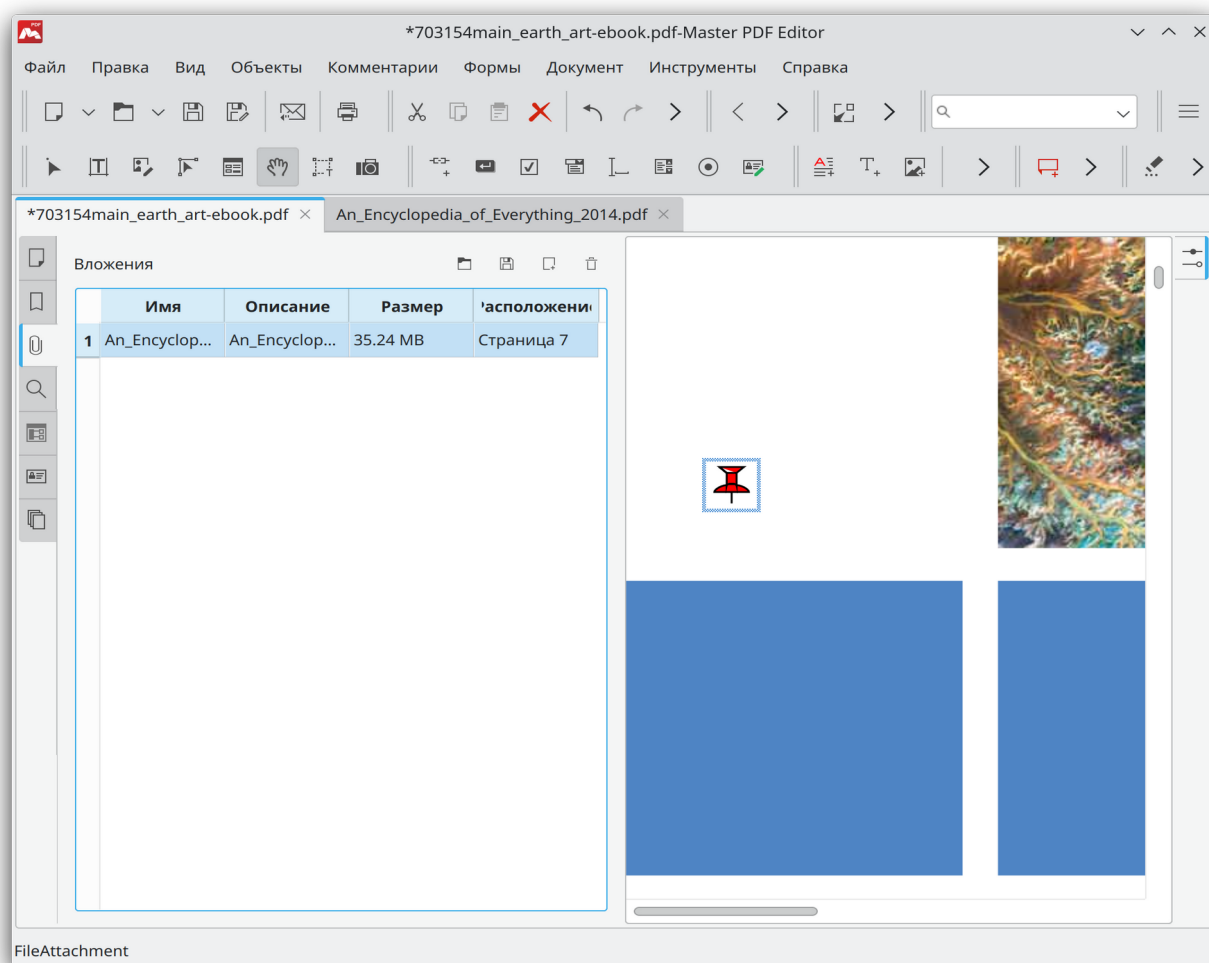 PDF
*703154main_earth_art-ebook.pdf-Master PDF Editor
Файл Правка Вид Объекты Комментарии Формы Документ Инструменты Справка
*703154main_earth_art-ebook.pdf An_Encyclopedia_of_Everything_2014.pdf
Вложения
Имя Описание Размер Расположени
1 An_Encyclop... An_Encyclop... 35.24 MB Страница 7
FileAttachment